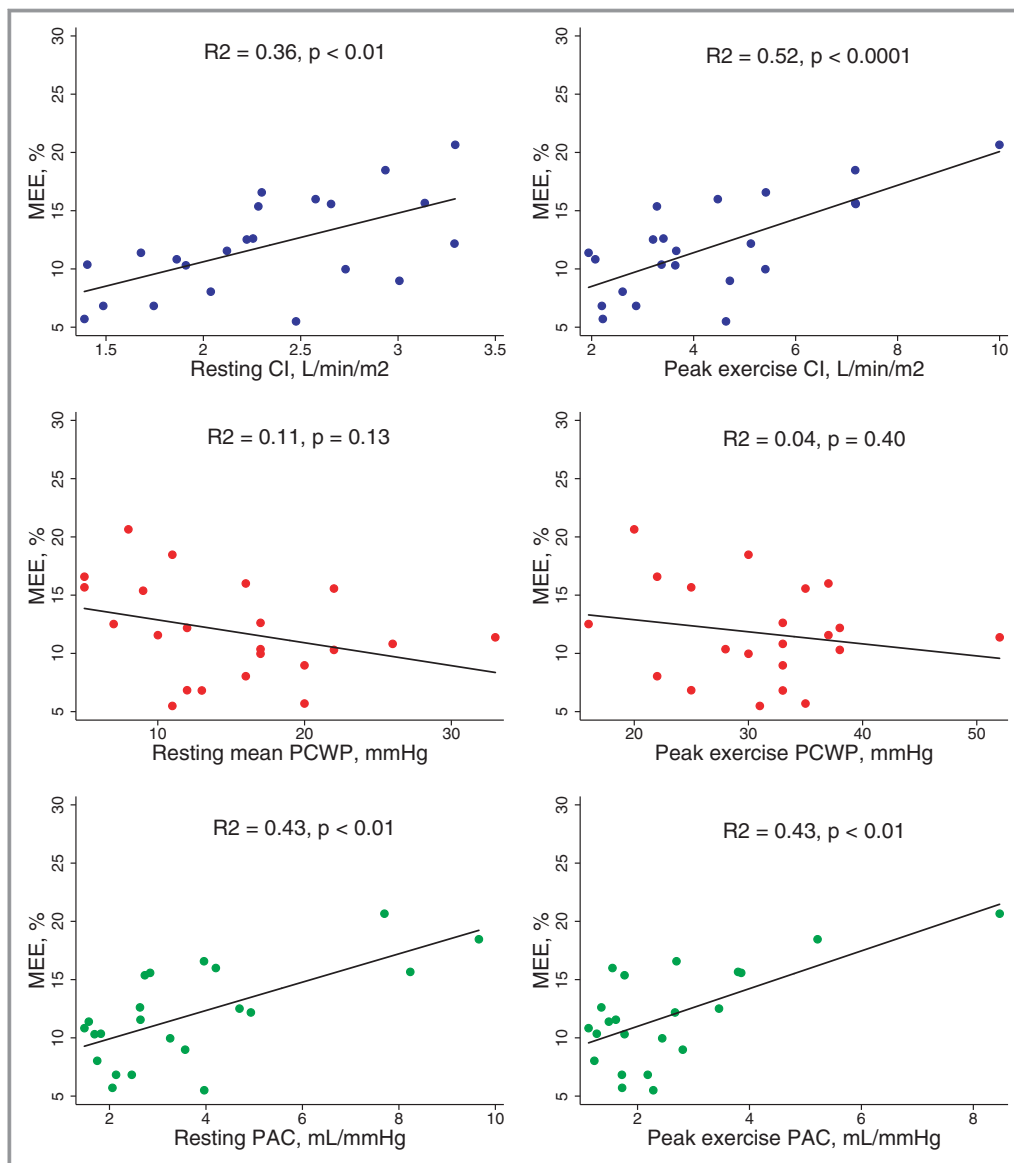 R2 = 0.36, p < 0.01
MEE, %
30
25
20
15
10
5
1.5 2 2.5 3 3.5
Resting CI, L/min/m2
R2 = 0.52, p < 0.0001
MEE, %
30
25
20
15
10
5
2 4 6 8 10
Peak exercise CI, L/min/m2
R2 = 0.11, p = 0.13
MEE, %
30
25
20
15
10
5
10 20 30
Resting mean PCWP, mmHg
R2 = 0.04, p = 0.40
MEE, %
30
25
20
15
10
5
20 30 40 50
Peak exercise PCWP, mmHg
R2 = 0.43, p < 0.01
MEE, %
30
25
20
15
10
5
2 4 6 8 10
Resting PAC, mL/mmHg
R2 = 0.43, p < 0.01
MEE, %
30
25
20
15
10
5
2 4 6 8
Peak exercise PAC, mL/mmHg